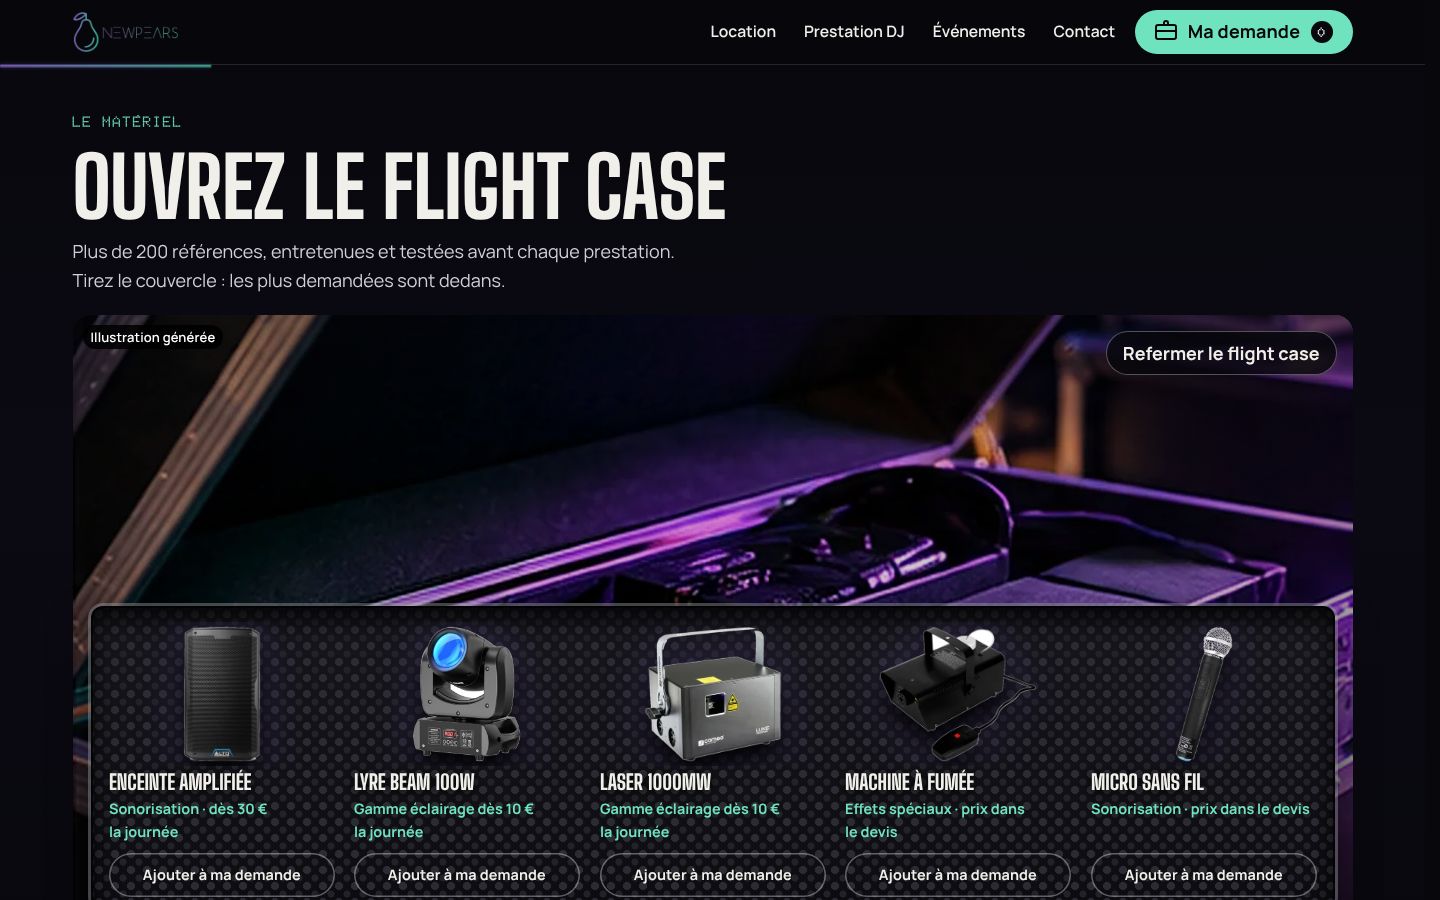 NEWPEARS
Location
Prestation DJ
Événements
Contact
Ma demande
LE MATÉRIEL
OUVREZ LE FLIGHT CASE
Plus de 200 références, entretenues et testées avant chaque prestation.
Tirez le couvercle : les plus demandées sont dedans.
Illustration générée
Refermer le flight case
ENCEINTE AMPLIFIÉE
Sonorisation · dès 30 €
la journée
Ajouter à ma demande
LYRE BEAM 100W
Gamme éclairage dès 10 €
la journée
Ajouter à ma demande
LASER 1000MW
Gamme éclairage dès 10 €
la journée
Ajouter à ma demande
MACHINE À FUMÉE
Effets spéciaux · prix dans
le devis
Ajouter à ma demande
MICRO SANS FIL
Sonorisation · prix dans le devis
Ajouter à ma demande